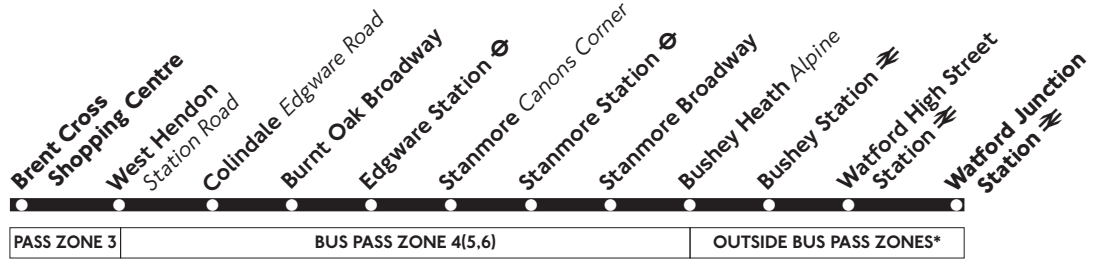 Brent Cross
Shopping Centre
West Hendon
Station Road
Colindale Edgware Road
Burnt Oak Broadway
Edgware Station
Stanmore Canons Corner
Stanmore Station
Stanmore Broadway
Bushey Heath Alpine
Bushey Station
Watford High Street
Station
Watford Junction
Station
PASS ZONE 3
BUS PASS ZONE 4(5,6)
OUTSIDE BUS PASS ZONES*